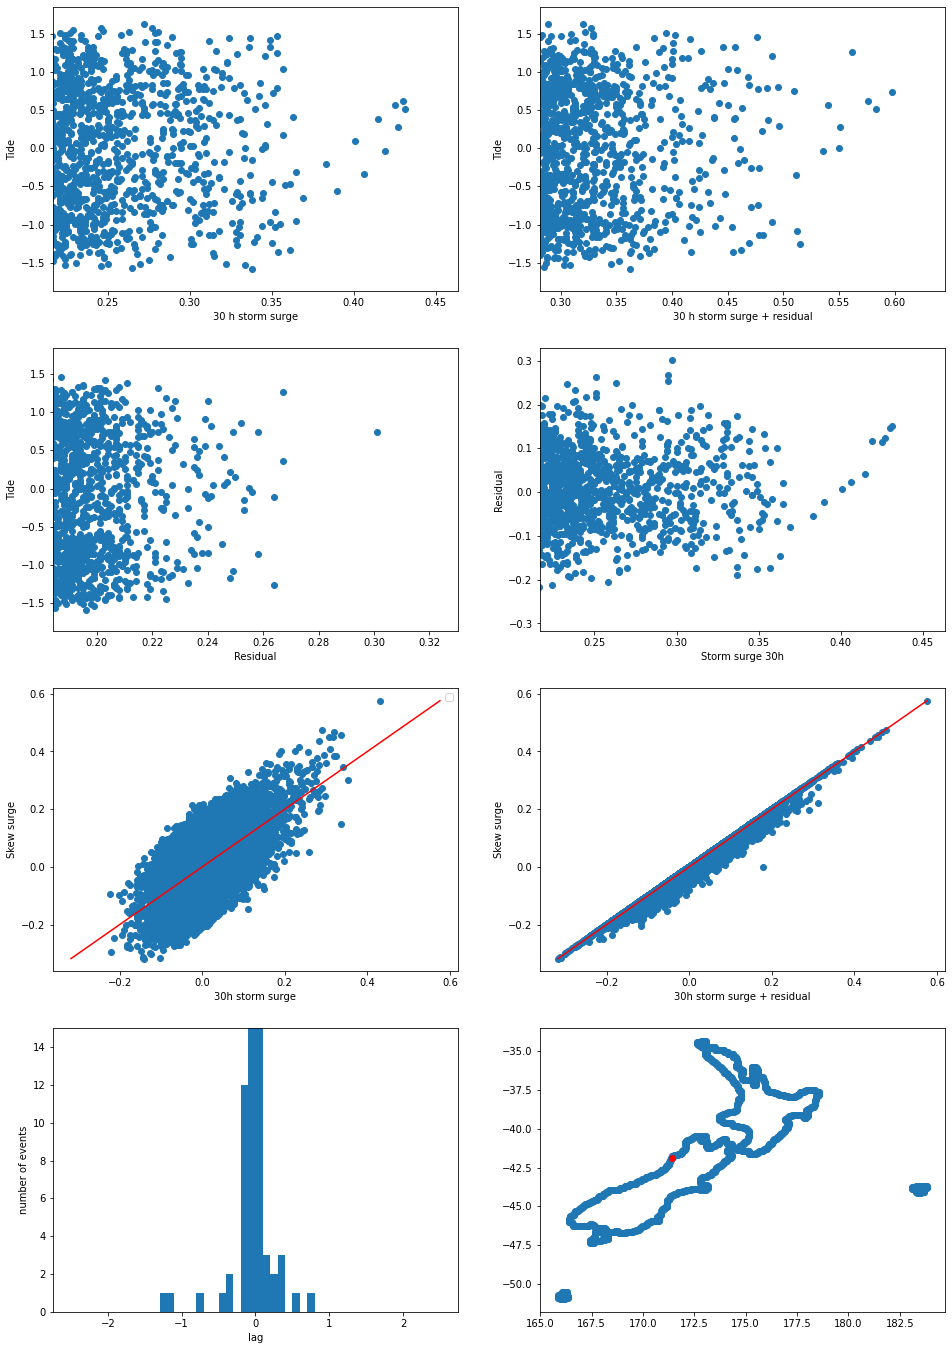 1.5
1.0
0.5
0.0
−0.5
−1.0
−1.5
Tide
0.25 0.30 0.35 0.40 0.45
30 h storm surge
1.5
1.0
0.5
0.0
−0.5
−1.0
−1.5
Tide
0.30 0.35 0.40 0.45 0.50 0.55 0.60
30 h storm surge + residual
1.5
1.0
0.5
0.0
−0.5
−1.0
−1.5
Tide
0.20 0.22 0.24 0.26 0.28 0.30 0.32
Residual
0.3
0.2
0.1
0.0
−0.1
−0.2
−0.3
Residual
0.25 0.30 0.35 0.40 0.45
Storm surge 30h
0.6
0.4
0.2
0.0
−0.2
Skew surge
−0.2 0.0 0.2 0.4 0.6
30h storm surge
0.6
0.4
0.2
0.0
−0.2
Skew surge
−0.2 0.0 0.2 0.4 0.6
30h storm surge + residual
14
12
10
8
6
4
2
0
number of events
−2 −1 0 1 2
lag
−35.0
−37.5
−40.0
−42.5
−45.0
−47.5
−50.0
165.0 167.5 170.0 172.5 175.0 177.5 180.0 182.5